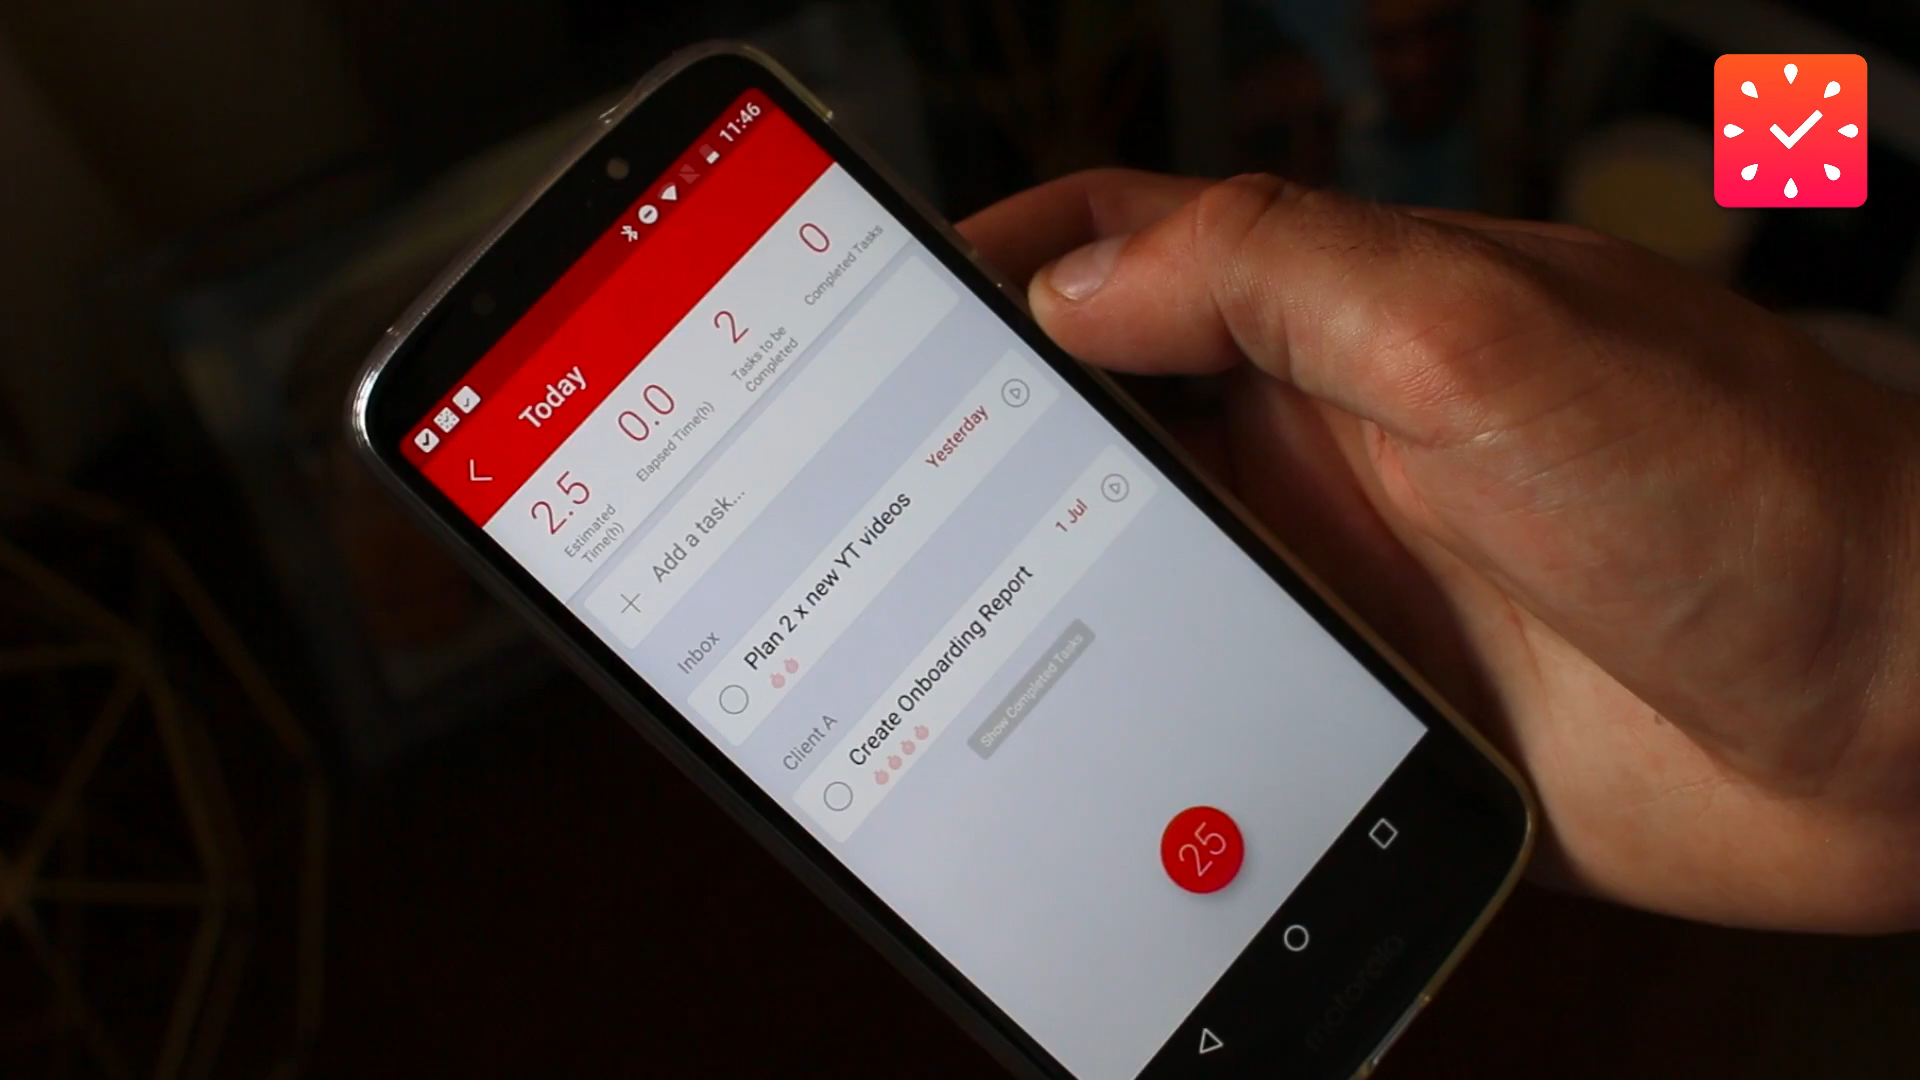 11:46
Today
2.5
Estimated
Time(h)
0.0
Elapsed Time(h)
2
Tasks to be
Completed
0
Completed Tasks
Add a task...
Inbox
Plan 2 x new YT videos
Yesterday
Client A
Create Onboarding Report
1 Jul
Show Completed Tasks
25
motorola